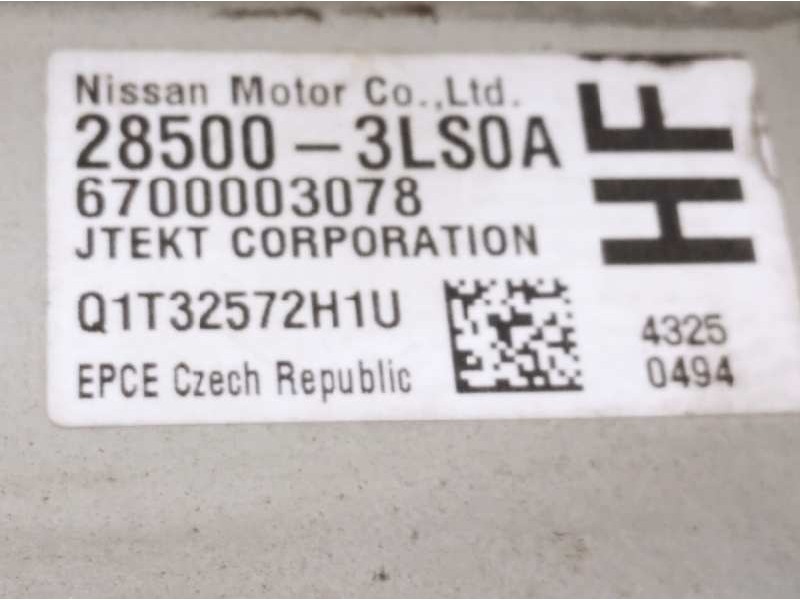 Nissan Motor Co.,Ltd.
28500-3LS0A
6700003078
JTEKT CORPORATION
Q1T32572H1U
EPCE Czech Republic
HF
4325
0494